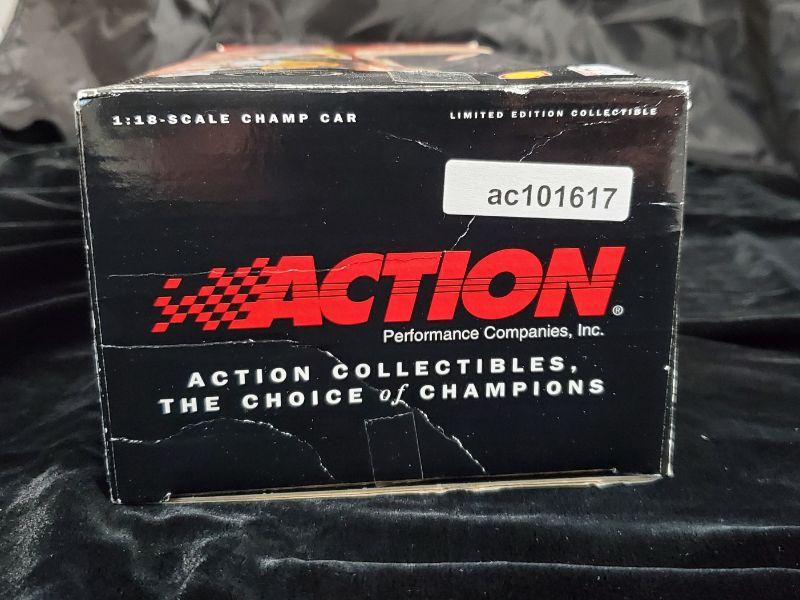 1:18-SCALE CHAMP CAR
LIMITED EDITION COLLECTIBLE
ac101617
ACTION®
Performance Companies, Inc.
ACTION COLLECTIBLES,
THE CHOICE of CHAMPIONS